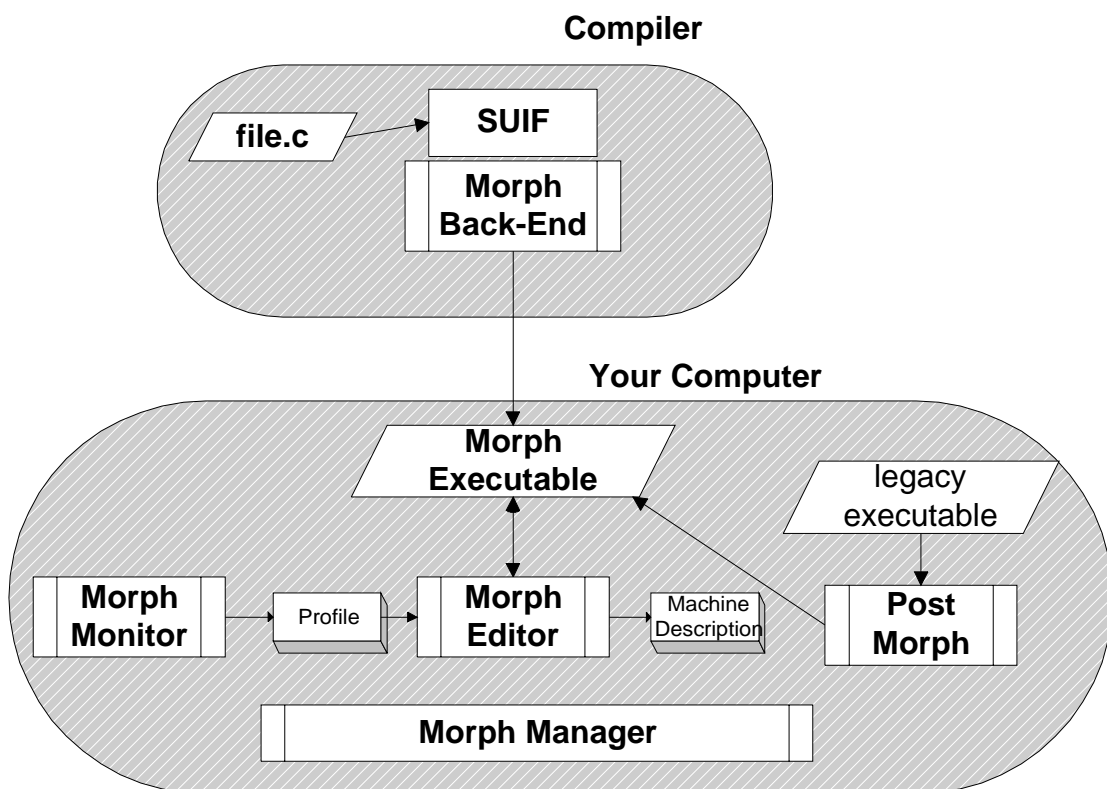 Compiler
file.c
SUIF
Morph
Back-End
Your Computer
Morph
Executable
legacy
executable
Morph
Monitor
Profile
Morph
Editor
Machine
Description
Post
Morph
Morph Manager